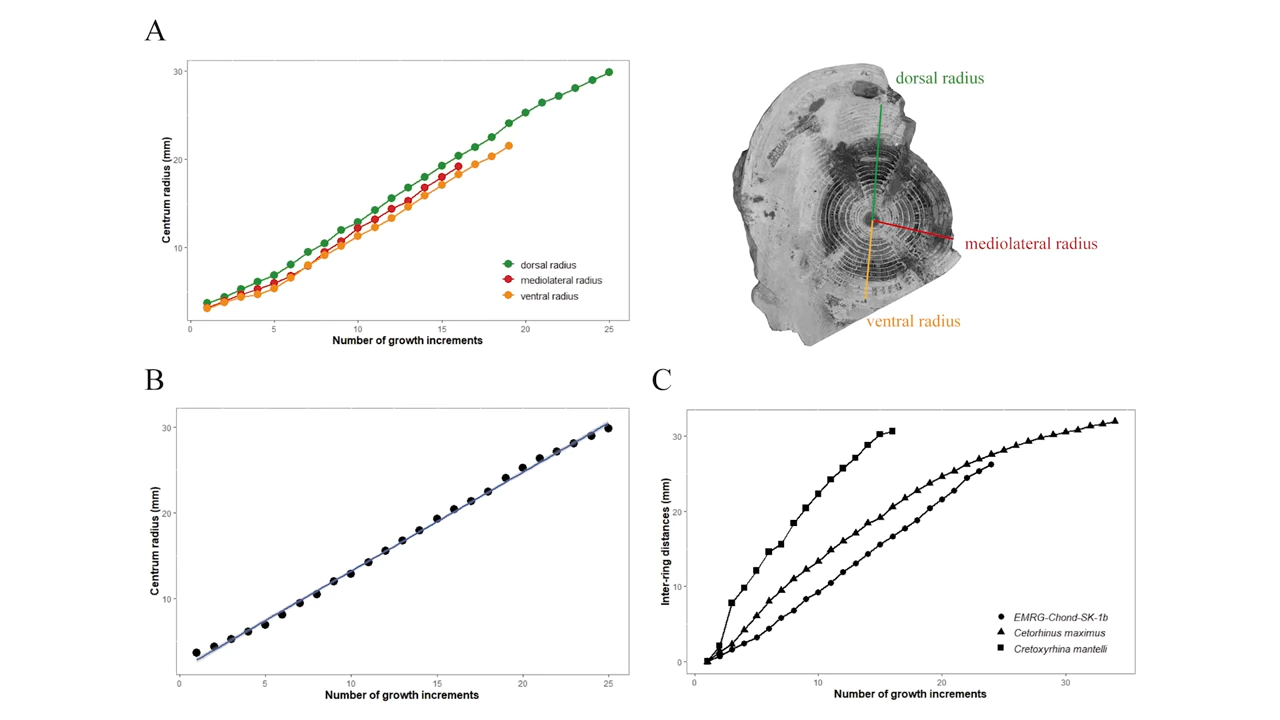 A
30
20
10
Centrum radius (mm)
0
5
10
15
20
25
Number of growth increments
dorsal radius
mediolateral radius
ventral radius
dorsal radius
mediolateral radius
ventral radius
B
30
20
10
Centrum radius (mm)
0
5
10
15
20
25
Number of growth increments
C
30
20
10
0
Inter-ring distances (mm)
0
10
20
30
Number of growth increments
EMRG-Chond-SK-1b
Cetorhinus maximus
Cretoxyrhina mantelli